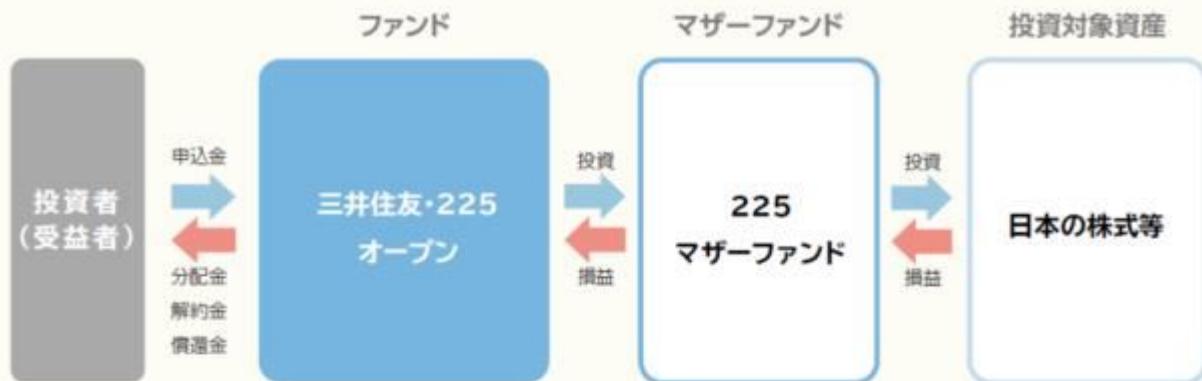 ファンド
マザーファンド
投資対象資産
投資者
（受益者）
申込金
分配金
解約金
償還金
三井住友・225
オープン
投資
損益
225
マザーファンド
投資
損益
日本の株式等